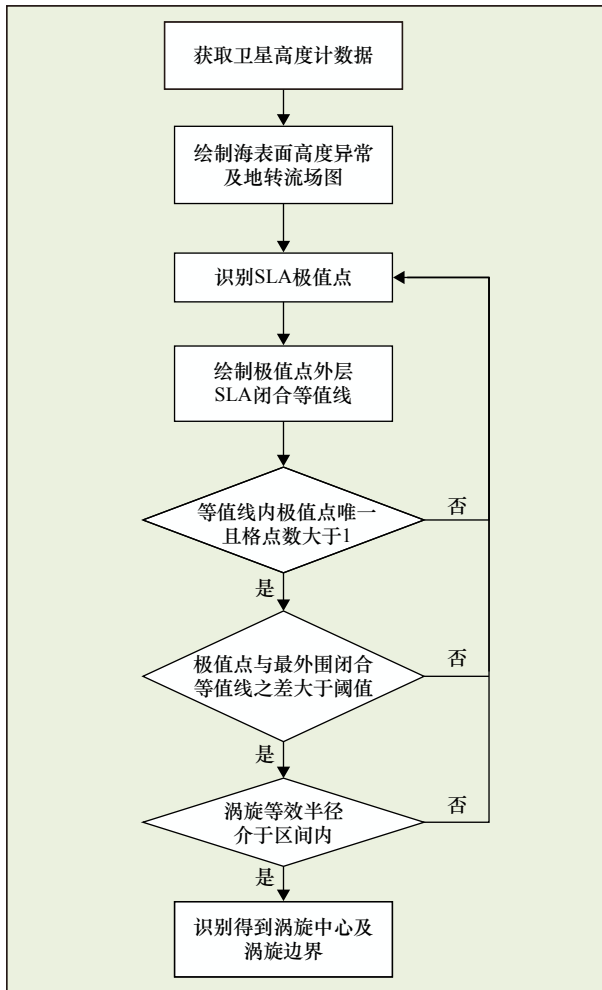 获取卫星高度计数据
绘制海表面高度异常
及地转流场图
识别SLA极值点
绘制极值点外层
SLA闭合等值线
等值线内极值点唯一
且格点数大于1
否
是
极值点与最外围闭合
等值线之差大于阈值
否
是
涡旋等效半径
介于区间内
否
是
识别得到涡旋中心及
涡旋边界